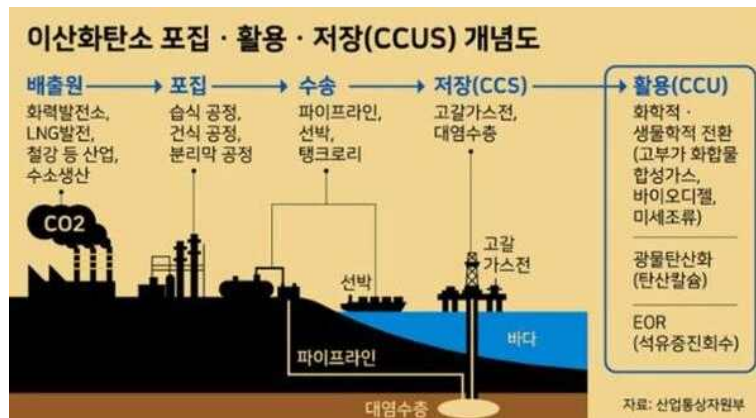 이산화탄소 포집 · 활용 · 저장(CCUS) 개념도
배출원
화력발전소,
LNG발전,
철강 등 산업,
수소생산
포집
습식 공정,
건식 공정,
분리막 공정
수송
파이프라인,
선박,
탱크로리
저장(CCS)
고갈가스전,
대염수층
활용(CCU)
화학적 ·
생물학적 전환
(고부가 화합물
합성가스,
바이오디젤,
미세조류)
광물탄산화
(탄산칼슘)
EOR
(석유증진회수)
CO2
선박
고갈
가스전
바다
파이프라인
대염수층
자료: 산업통상자원부